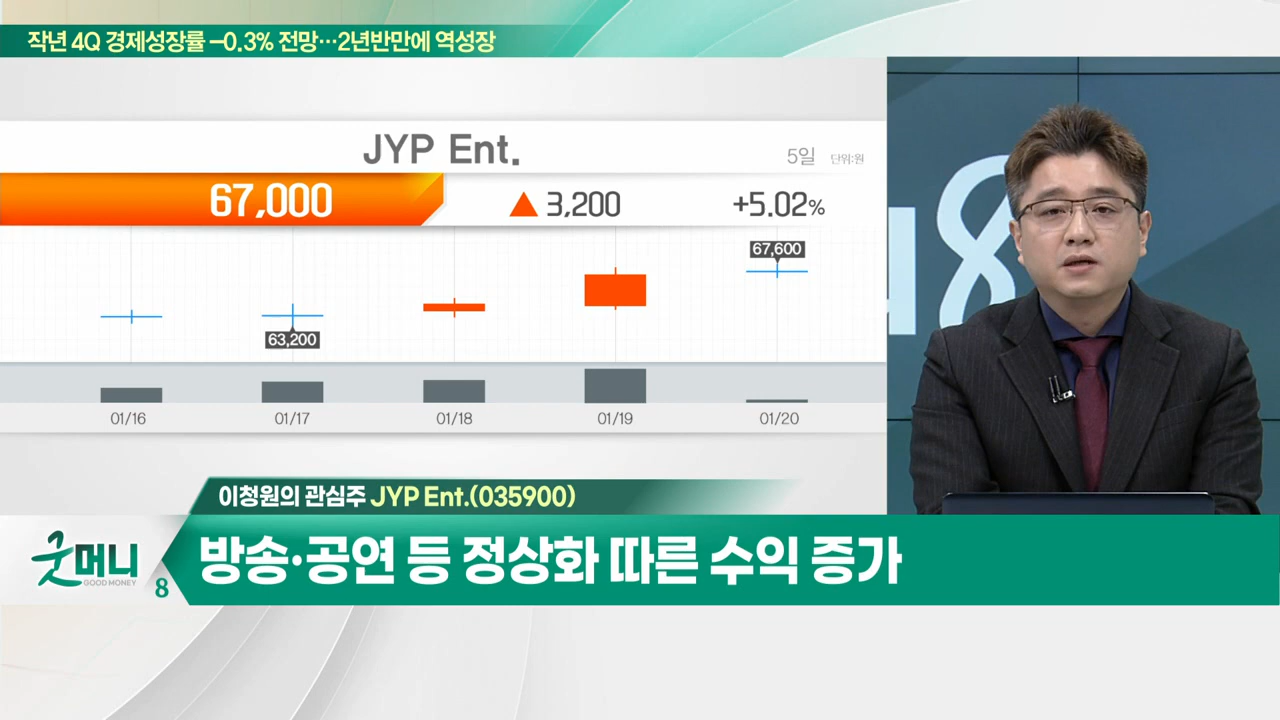 작년 4Q 경제성장률 -0.3% 전망…2년반만에 역성장
JYP Ent.
5일 단위:원
67,000 ▲ 3,200 +5.02%
67,600
63,200
01/16 01/17 01/18 01/19 01/20
이청원의 관심주 JYP Ent.(035900)
굿머니
GOOD MONEY
8
방송·공연 등 정상화 따른 수익 증가
8